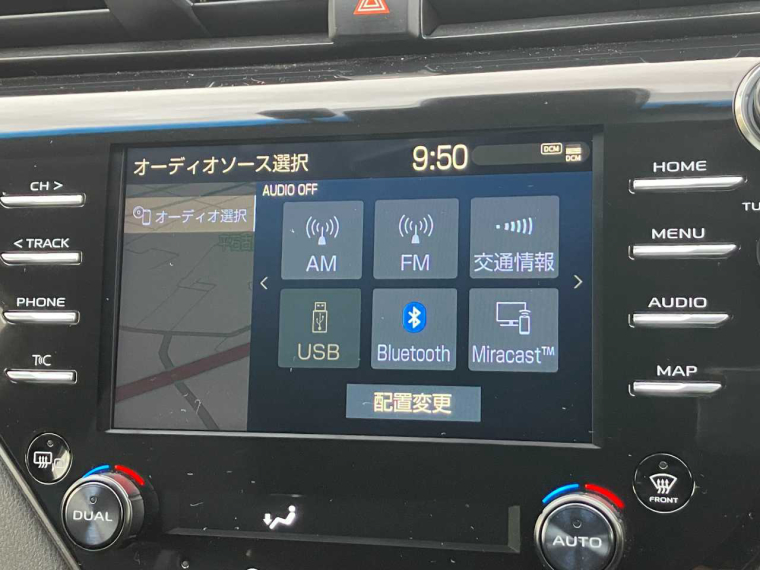 オーディオソース選択 9:50 DCM DCM
AUDIO OFF
オーディオ選択
AM FM 交通情報
USB Bluetooth Miracast™
配置変更
CH >
< TRACK
PHONE
T C
HOME
MENU
AUDIO
MAP
TU
DUAL
AUTO
FRONT